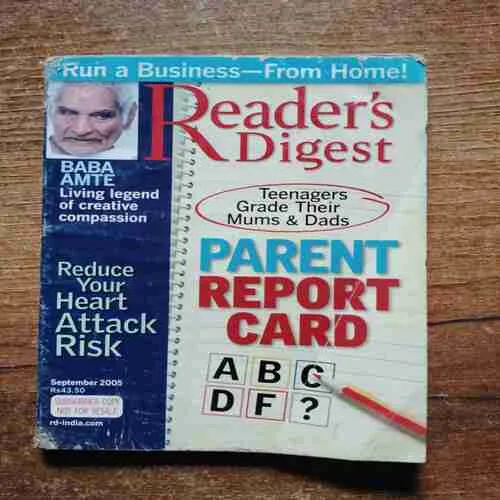 Run a Business—From Home!
Reader's
Digest
BABA
AMTE
Living legend
of creative
compassion
Teenagers
Grade Their
Mums & Dads
PARENT
REPORT
CARD
Reduce
Your
Heart
Attack
Risk
A B C
D F ?
September 2005
Rs43.50
SUBSCRIBER COPY
NOT FOR RESALE
rd-india.com